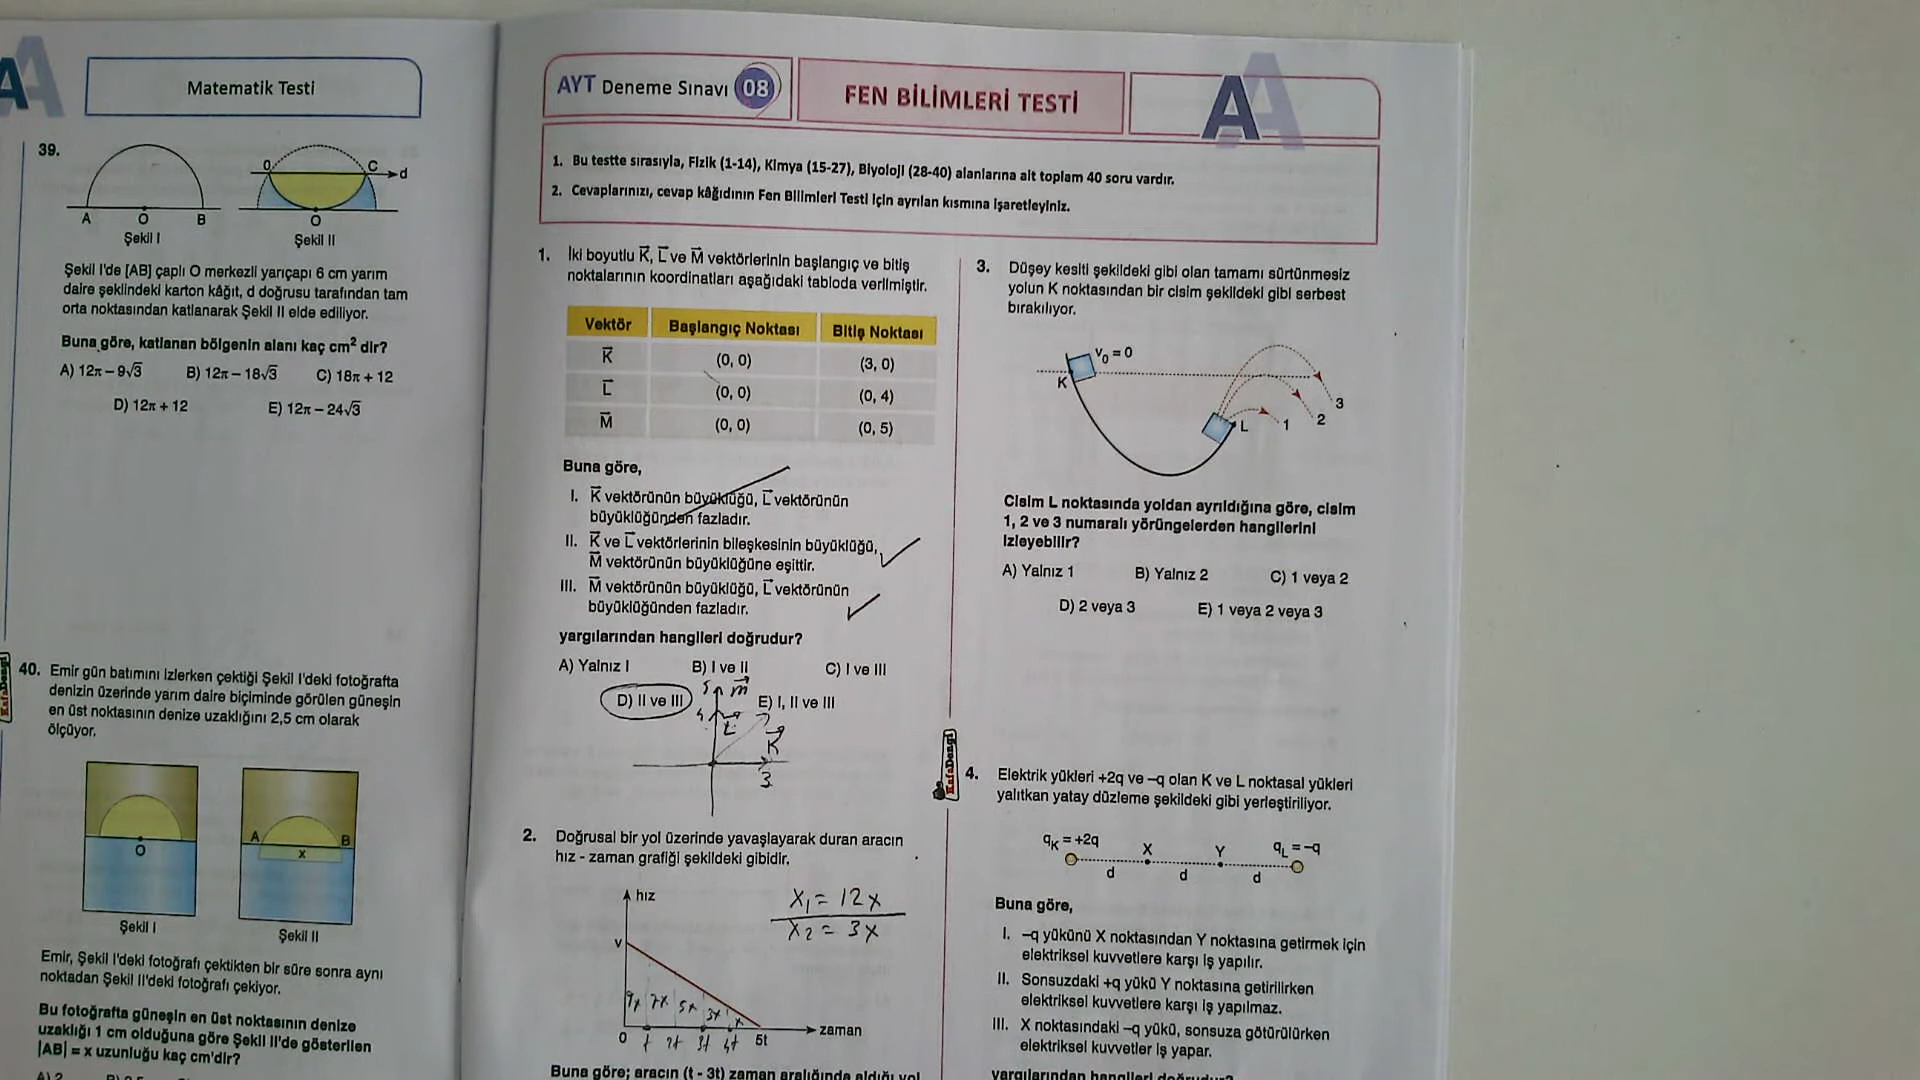 Matematik Testi
39.
A O B
Şekil I
O C d
O
Şekil II
Şekil I'de [AB] çaplı O merkezli yarıçapı 6 cm yarım
daire şeklindeki karton kâğıt, d doğrusu tarafından tam
orta noktasından katlanarak Şekil II elde ediliyor.
Buna göre, katlanan bölgenin alanı kaç cm² dir?
A) 12π – 9√3 B) 12π – 18√3 C) 18π + 12
D) 12π + 12 E) 12π – 24√3
40. Emir gün batımını izlerken çektiği Şekil I'deki fotoğrafta
denizin üzerinde yarım daire biçiminde görülen güneşin
en üst noktasının denize uzaklığını 2,5 cm olarak
ölçüyor.
O
Şekil I
A B
x
Şekil II
Emir, Şekil I'deki fotoğrafı çektikten bir süre sonra aynı
noktadan Şekil II'deki fotoğrafı çekiyor.
Bu fotoğrafta güneşin en üst noktasının denize
uzaklığı 1 cm olduğuna göre Şekil II'de gösterilen
|AB| = x uzunluğu kaç cm'dir?
A) 2
KafaDengi
AYT Deneme Sınavı 08
FEN BİLİMLERİ TESTİ
A
1. Bu testte sırasıyla, Fizik (1-14), Kimya (15-27), Biyoloji (28-40) alanlarına ait toplam 40 soru vardır.
2. Cevaplarınızı, cevap kâğıdının Fen Bilimleri Testi için ayrılan kısmına işaretleyiniz.
1. İki boyutlu K, L ve M vektörlerinin başlangıç ve bitiş
noktalarının koordinatları aşağıdaki tabloda verilmiştir.
Vektör Başlangıç Noktası Bitiş Noktası
K (0, 0) (3, 0)
L (0, 0) (0, 4)
M (0, 0) (0, 5)
Buna göre,
I. K vektörünün büyüklüğü, L vektörünün
büyüklüğünden fazladır.
II. K ve L vektörlerinin bileşkesinin büyüklüğü,
M vektörünün büyüklüğüne eşittir.
III. M vektörünün büyüklüğü, L vektörünün
büyüklüğünden fazladır.
yargılarından hangileri doğrudur?
A) Yalnız I B) I ve II C) I ve III
D) II ve III E) I, II ve III
5 m
4 L
K
3
2. Doğrusal bir yol üzerinde yavaşlayarak duran aracın
hız - zaman grafiği şekildeki gibidir.
hız
v
9x 7x 5x 3x x
0 t 2t 3t 4t 5t
zaman
X₁ = 12x
X₂ = 3x
Buna göre; aracın (t - 3t) zaman aralığında aldığı yol
3. Düşey kesiti şekildeki gibi olan tamamı sürtünmesiz
yolun K noktasından bir cisim şekildeki gibi serbest
bırakılıyor.
v₀ = 0
K
L 1 2 3
Cisim L noktasında yoldan ayrıldığına göre, cisim
1, 2 ve 3 numaralı yörüngelerden hangilerini
izleyebilir?
A) Yalnız 1 B) Yalnız 2 C) 1 veya 2
D) 2 veya 3 E) 1 veya 2 veya 3
KafaDengi
4. Elektrik yükleri +2q ve –q olan K ve L noktasal yükleri
yalıtkan yatay düzleme şekildeki gibi yerleştiriliyor.
qK = +2q X Y qL = –q
d d d
Buna göre,
I. –q yükünü X noktasından Y noktasına getirmek için
elektriksel kuvvetlere karşı iş yapılır.
II. Sonsuzdaki +q yükü Y noktasına getirilirken
elektriksel kuvvetlere karşı iş yapılmaz.
III. X noktasındaki –q yükü, sonsuza götürülürken
elektriksel kuvvetler iş yapar.
yargılarından hangileri doğrudur?